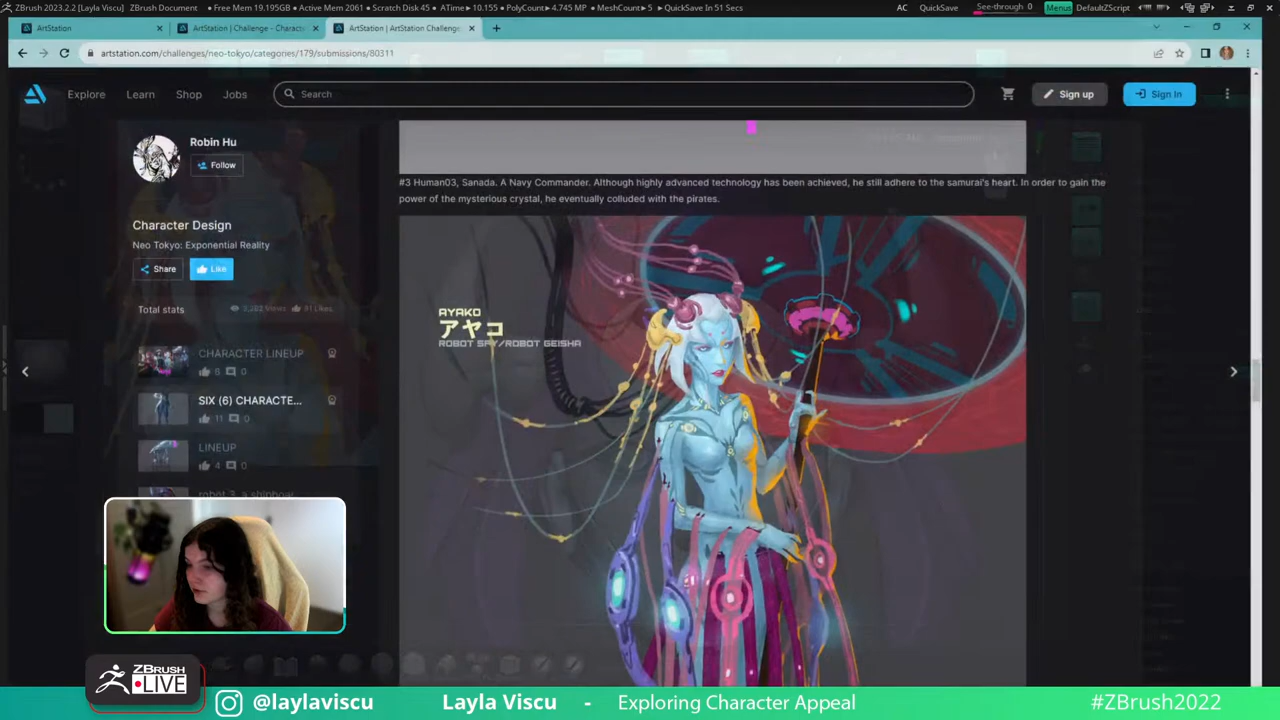 ZBrush 2023.2.2 [Layla Viscu] ZBrush Document • Free Mem 19.195GB • Active Mem 2061 • Scratch Disk 45 • ATime▸10.155 • PolyCount▸4.745 MP • MeshCount▸5 • QuickSave In 51 Secs AC QuickSave See-through 0 Menus DefaultZScript
ArtStation ArtStation | Challenge - Characte ArtStation | ArtStation Challenge
artstation.com/challenges/neo-tokyo/categories/179/submissions/80311
Explore Learn Shop Jobs Search Sign up Sign In
Robin Hu
Follow
#3 Human03, Sanada. A Navy Commander. Although highly advanced technology has been achieved, he still adhere to the samurai's heart. In order to gain the
power of the mysterious crystal, he eventually colluded with the pirates.
Character Design
Neo Tokyo: Exponential Reality
Share Like
Total stats
81 Likes
CHARACTER LINEUP
6 0
SIX (6) CHARACTE...
11 0
LINEUP
4 0
robot 3, a shipboar
AYAKO
アヤコ
ROBOT SPY/ROBOT GEISHA
ZBRUSH
LIVE
@laylaviscu Layla Viscu - Exploring Character Appeal #ZBrush2022